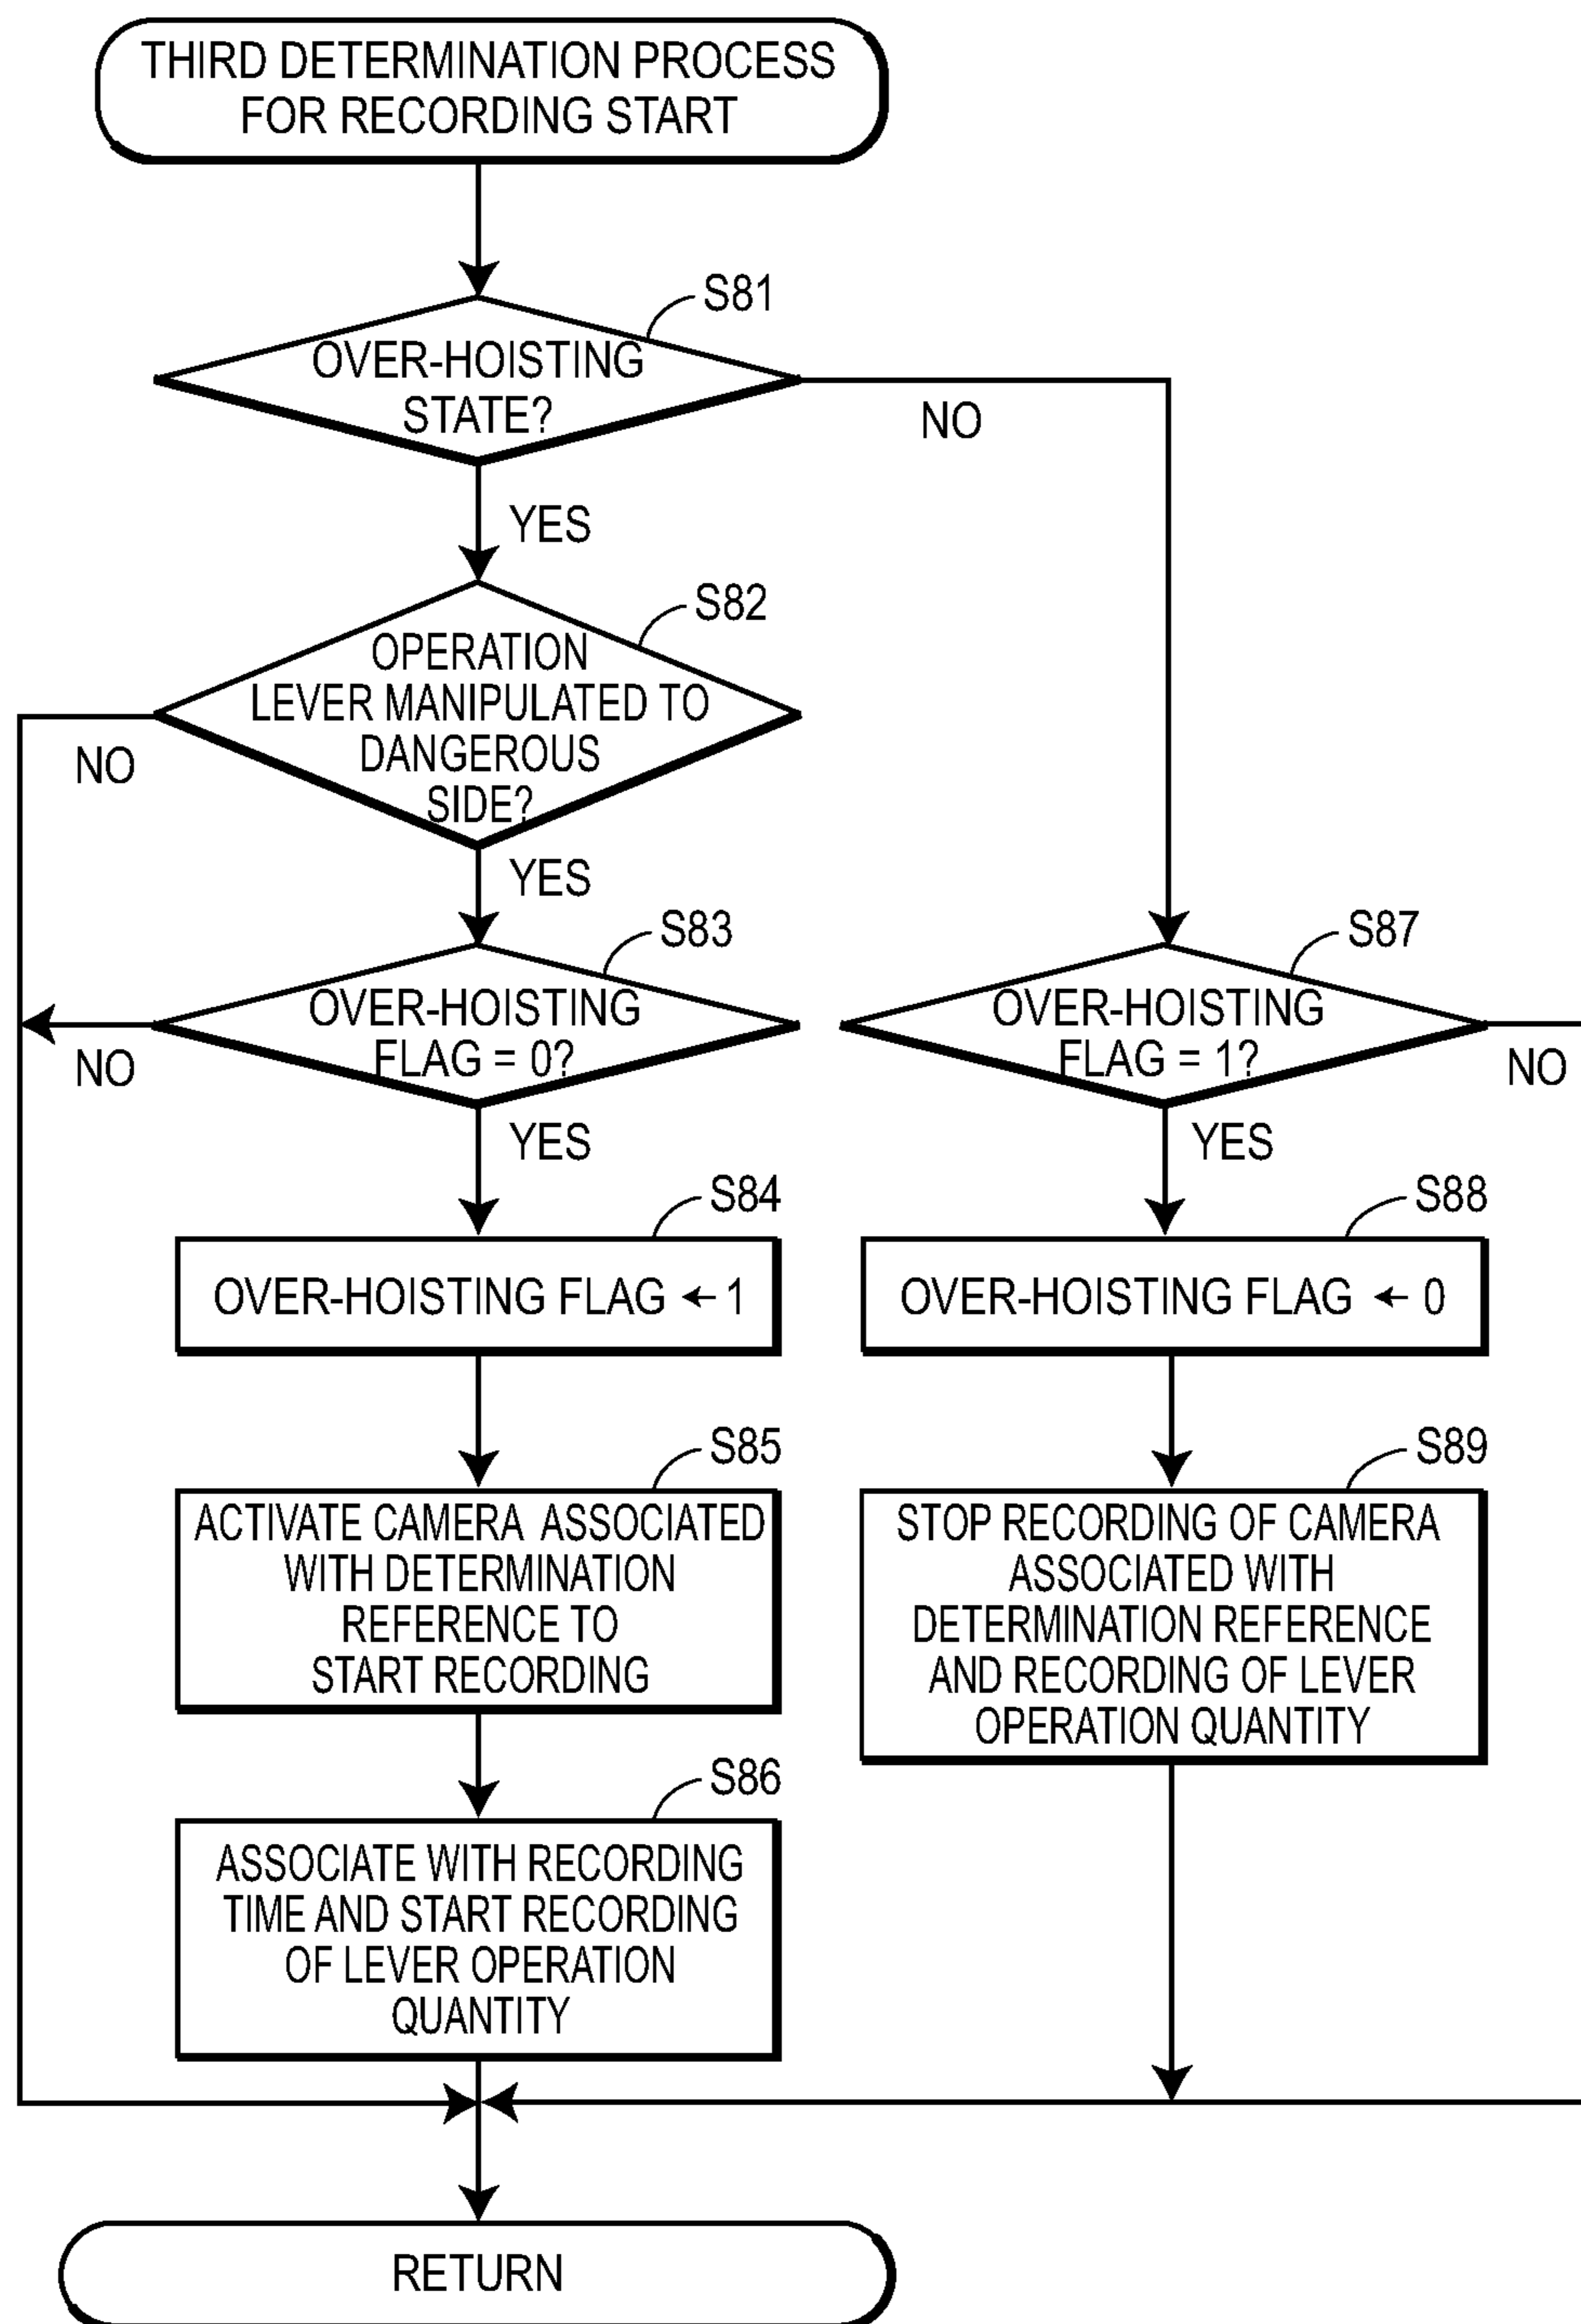 THIRD DETERMINATION PROCESS
FOR RECORDING START
S81
OVER-HOISTING
STATE?
NO
YES
S82
OPERATION
LEVER MANIPULATED TO
DANGEROUS
SIDE?
NO
YES
S83
OVER-HOISTING
FLAG = 0?
NO
YES
S87
OVER-HOISTING
FLAG = 1?
NO
YES
S84
OVER-HOISTING FLAG ← 1
S88
OVER-HOISTING FLAG ← 0
S85
ACTIVATE CAMERA ASSOCIATED
WITH DETERMINATION
REFERENCE TO
START RECORDING
S89
STOP RECORDING OF CAMERA
ASSOCIATED WITH
DETERMINATION REFERENCE
AND RECORDING OF LEVER
OPERATION QUANTITY
S86
ASSOCIATE WITH RECORDING
TIME AND START RECORDING
OF LEVER OPERATION
QUANTITY
RETURN